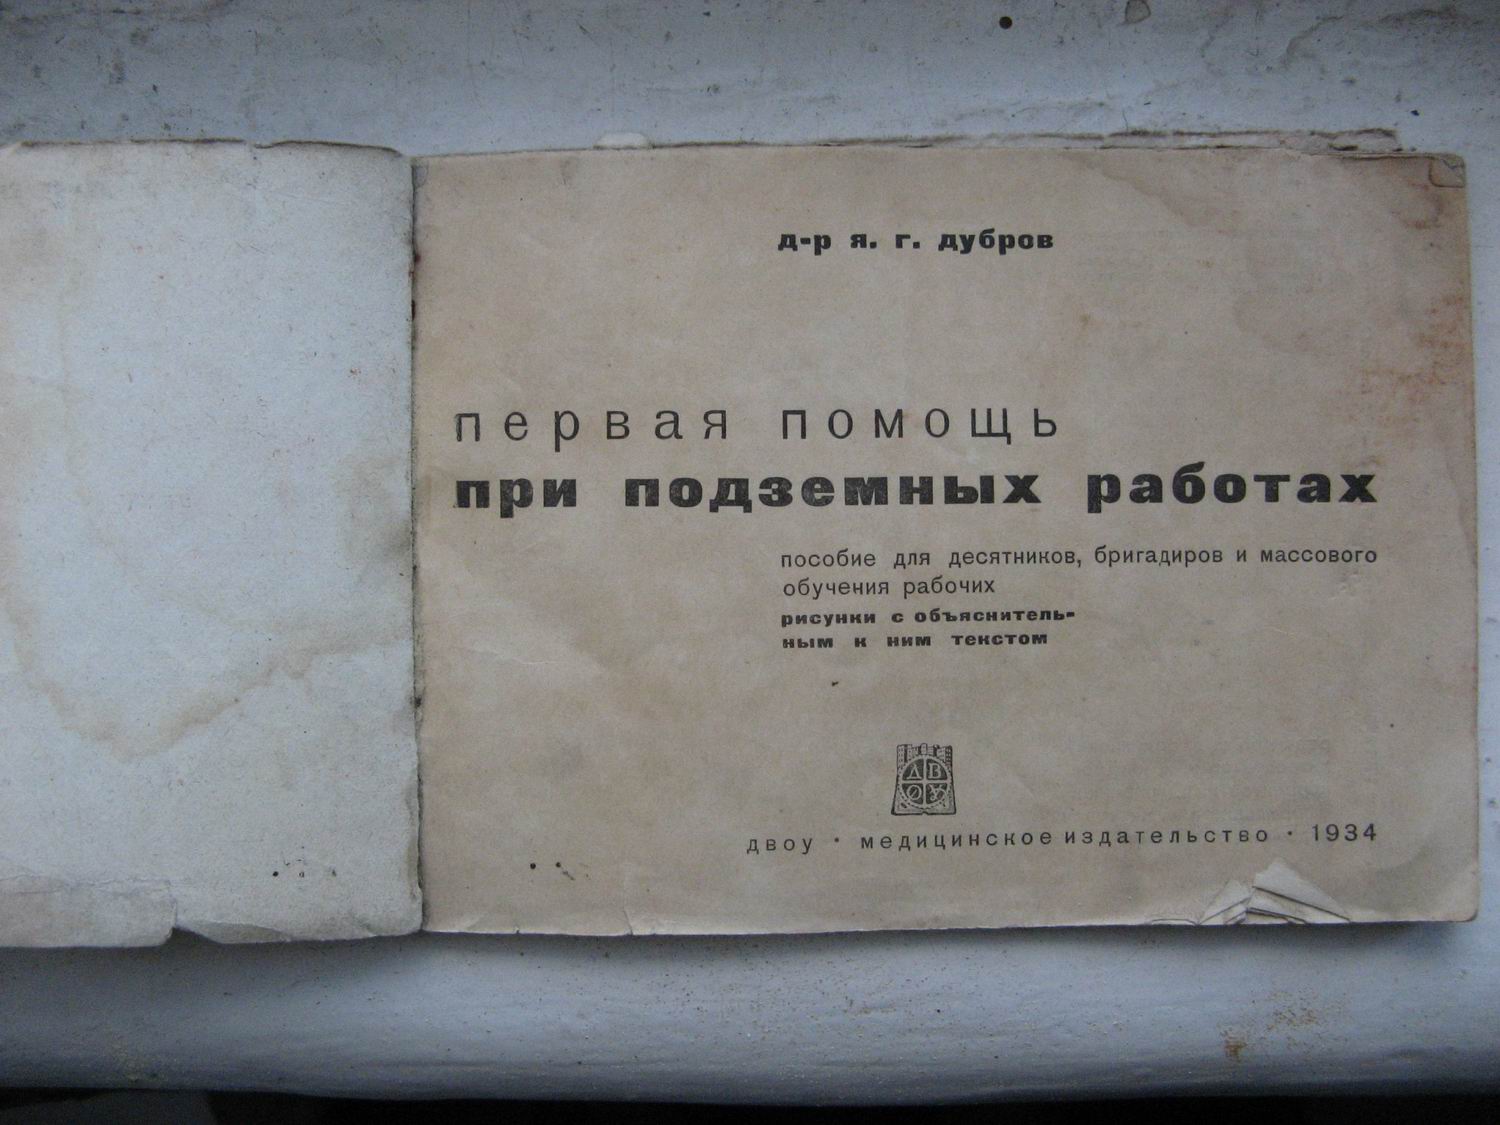 д-р я. г. дубров
первая помощь
при подземных работах
пособие для десятников, бригадиров и массового
обучения рабочих
рисунки с объяснитель-
ным к ним текстом
Д В
О У
двоу · медицинское издательство · 1934